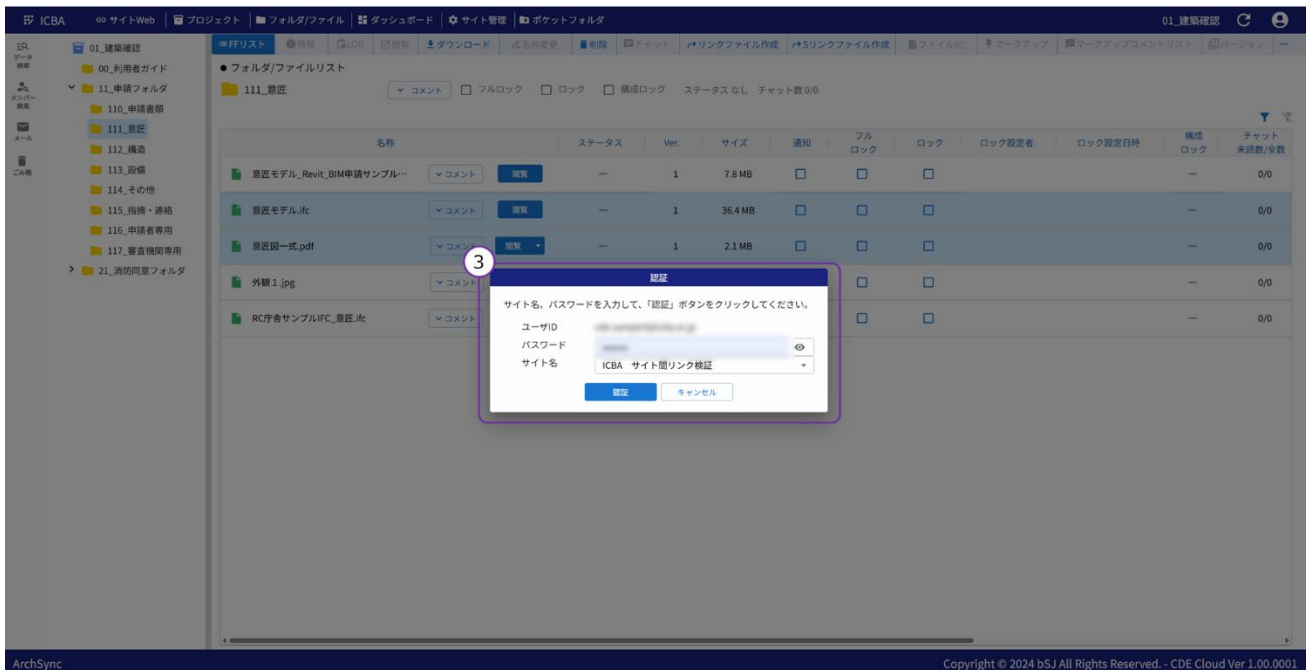 ICBA サイトWeb プロジェクト フォルダ/ファイル ダッシュボード サイト管理 ポケットフォルダ 01_建築確認
データ検索
メンバー検索
メール
ごみ箱
01_建築確認
00_利用者ガイド
11_申請フォルダ
110_申請書類
111_意匠
112_構造
113_設備
114_その他
115_指摘・連絡
116_申請者専用
117_審査機関専用
21_消防同意フォルダ
FFリスト 情報 LOG 閲覧 ダウンロード 名称変更 削除 チャット リンクファイル作成 Sリンクファイル作成 ファイル化 マークアップ マークアップコメントリスト バージョン …
●フォルダ/ファイルリスト
111_意匠 コメント フルロック ロック 構成ロック ステータス なし チャット数 0/0
名称 ステータス Ver. サイズ 通知 フルロック ロック ロック設定者 ロック設定日時 構成ロック チャット未読数/全数
意匠モデル_Revit_BIM申請サンプル… コメント 閲覧 — 1 7.8 MB — 0/0
意匠モデル.ifc コメント 閲覧 — 1 36.4 MB — 0/0
意匠図一式.pdf コメント 閲覧 — 1 2.1 MB — 0/0
外観１.jpg コメント — 0/0
RC庁舎サンプルIFC_意匠.ifc コメント — 0/0
3
認証
サイト名、パスワードを入力して、「認証」ボタンをクリックしてください。
ユーザID
パスワード
サイト名 ICBA サイト間リンク検証
認証 キャンセル
ArchSync Copyright © 2024 bSJ All Rights Reserved. - CDE Cloud Ver 1.00.0001